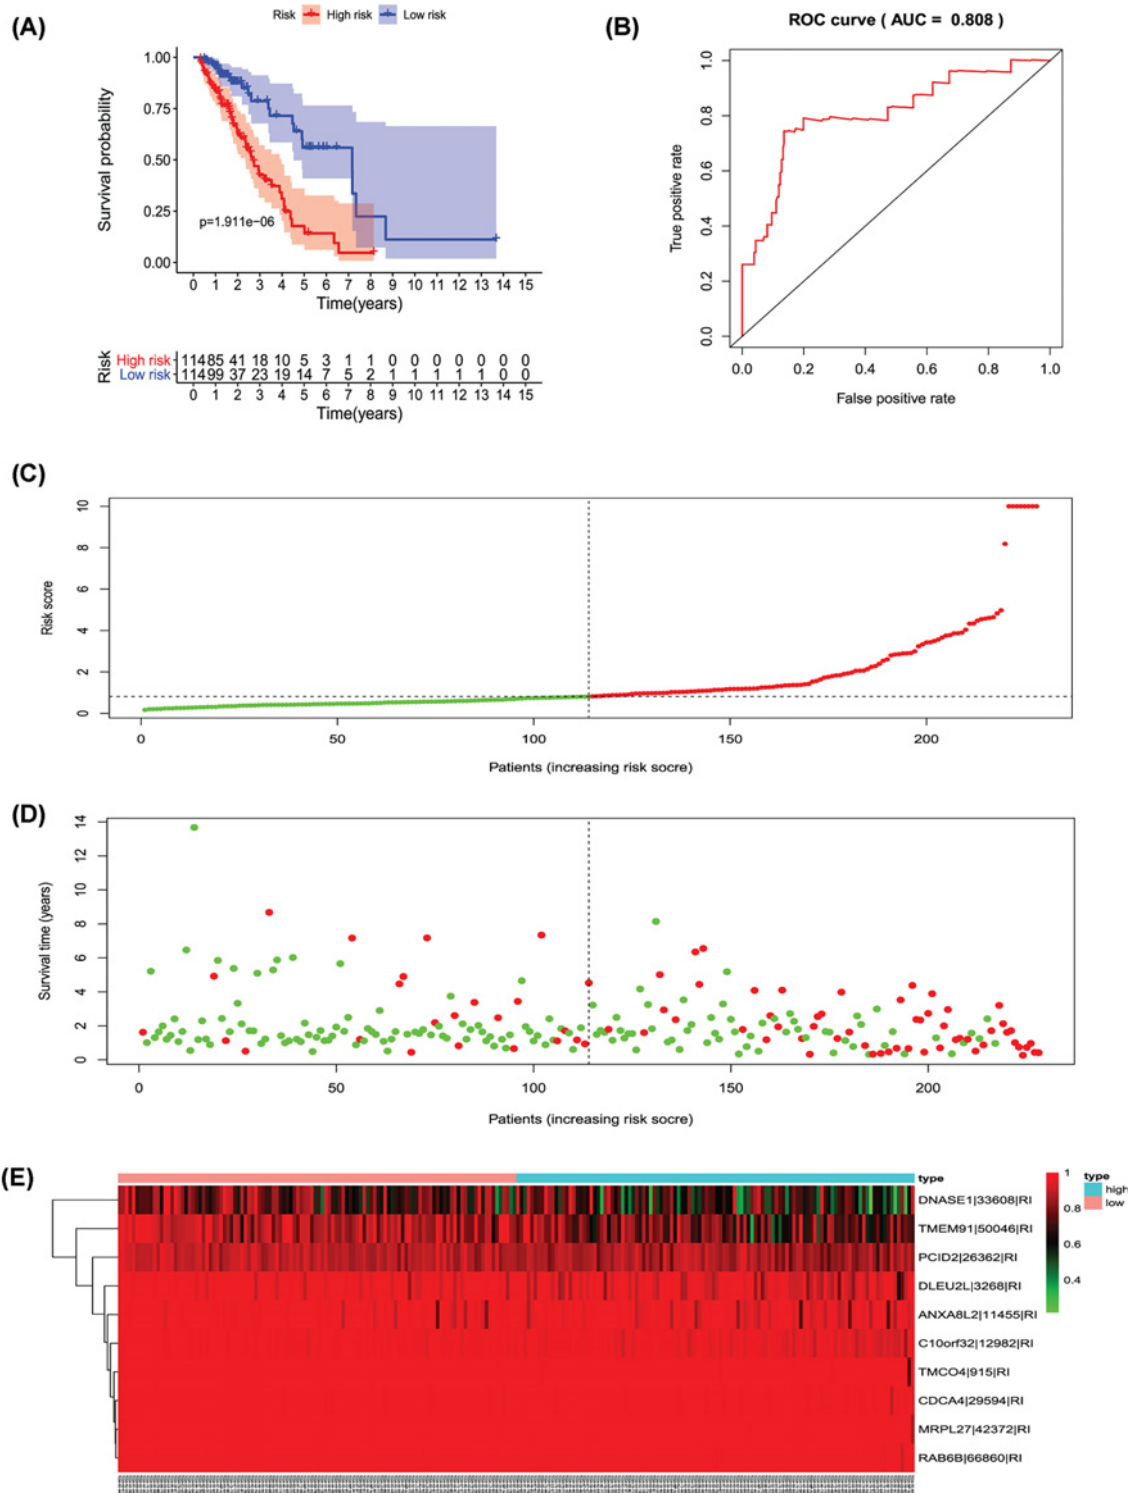 (A)
Risk High risk Low risk
Survival probability
1.00
0.75
0.50
0.25
0.00
p=1.911e−06
0 1 2 3 4 5 6 7 8 9 10 11 12 13 14 15
Time(years)
Risk
High risk 114 85 41 18 10 5 3 1 1 0 0 0 0 0 0 0
Low risk 114 99 37 23 19 14 7 5 2 1 1 1 1 1 0 0
0 1 2 3 4 5 6 7 8 9 10 11 12 13 14 15
Time(years)
(B)
ROC curve ( AUC = 0.808 )
True positive rate
1.0
0.8
0.6
0.4
0.2
0.0
0.0 0.2 0.4 0.6 0.8 1.0
False positive rate
(C)
Risk score
10
8
6
4
2
0
0 50 100 150 200
Patients (increasing risk socre)
(D)
Survival time (years)
14
12
10
8
6
4
2
0
0 50 100 150 200
Patients (increasing risk socre)
(E)
type
DNASE1|33608|RI
TMEM91|50046|RI
PCID2|26362|RI
DLEU2L|3268|RI
ANXA8L2|11455|RI
C10orf32|12982|RI
TMCO4|915|RI
CDCA4|29594|RI
MRPL27|42372|RI
RAB6B|66860|RI
1
0.8
0.6
0.4
type
high
low